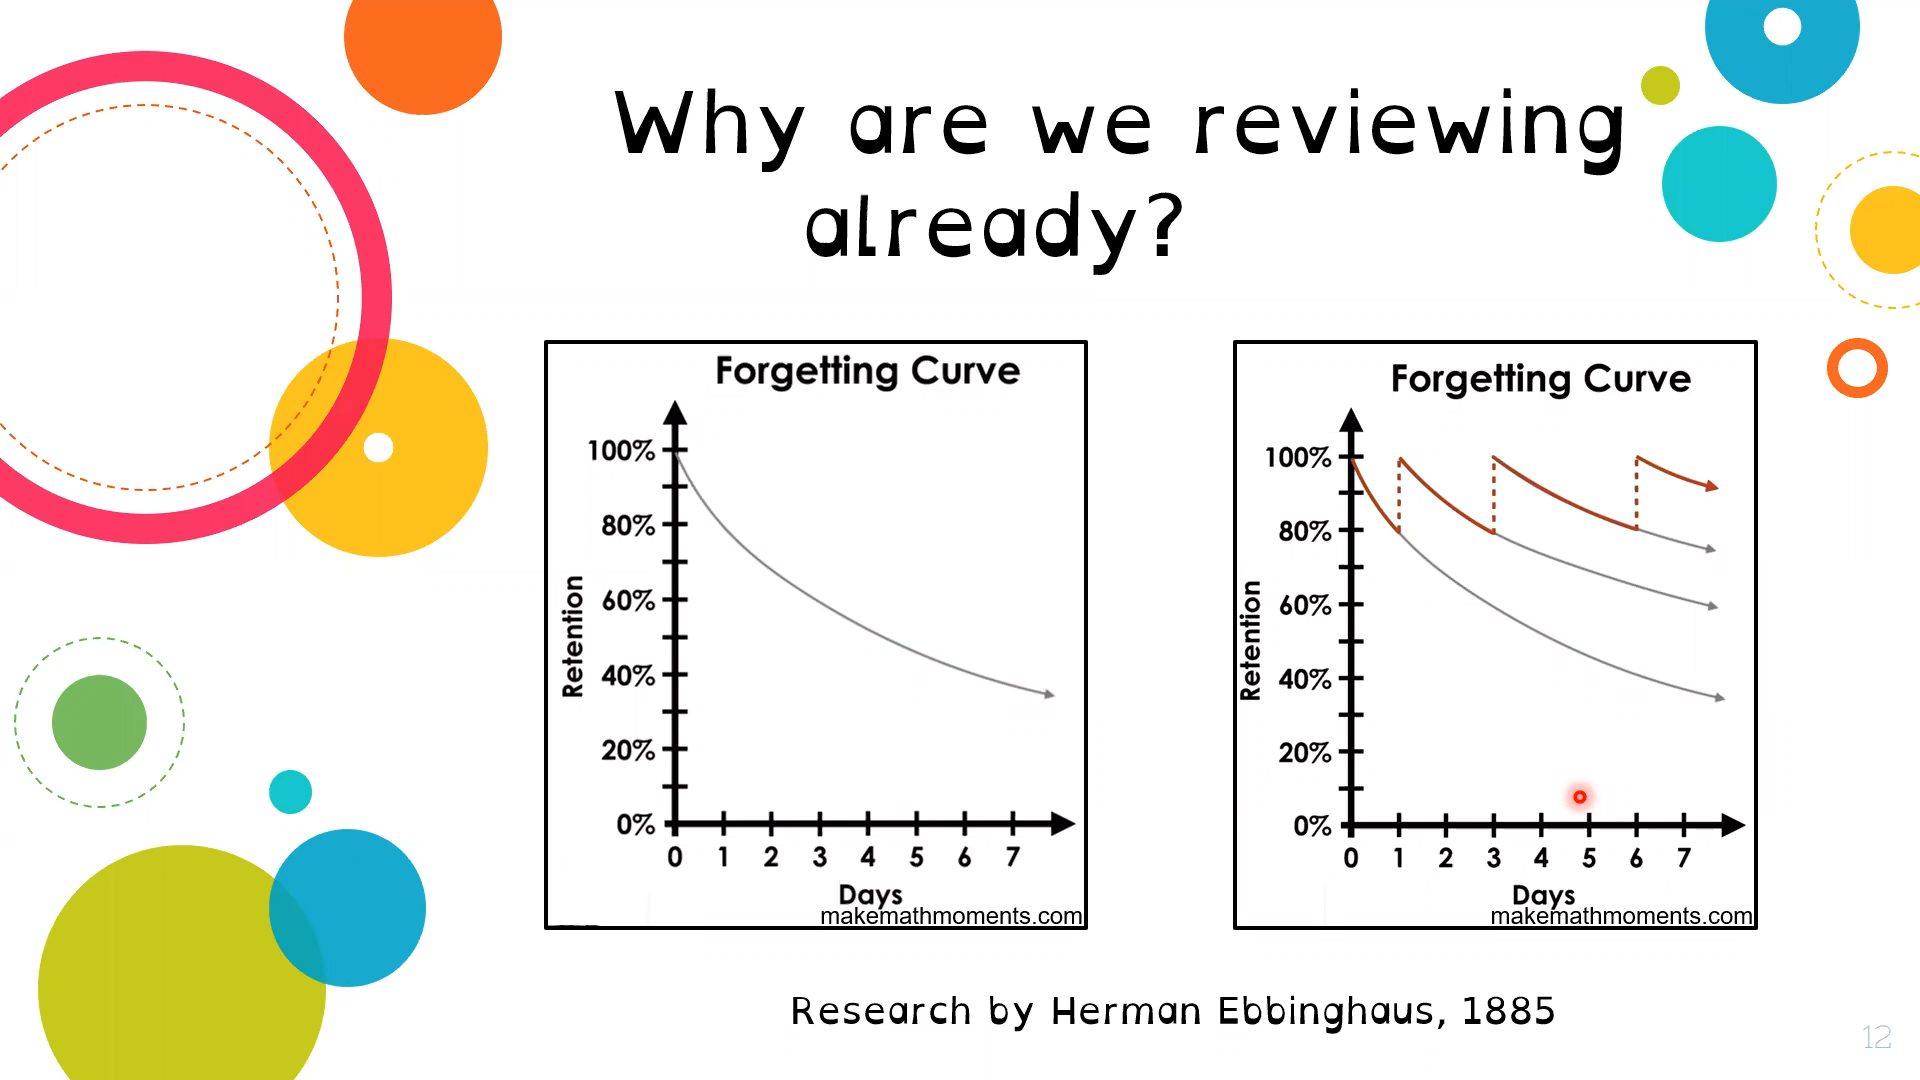 Why are we reviewing
already?
Forgetting Curve
100%
80%
60%
40%
20%
0%
Retention
0 1 2 3 4 5 6 7
Days
makemathmoments.com
Forgetting Curve
100%
80%
60%
40%
20%
0%
Retention
0 1 2 3 4 5 6 7
Days
makemathmoments.com
Research by Herman Ebbinghaus, 1885
12